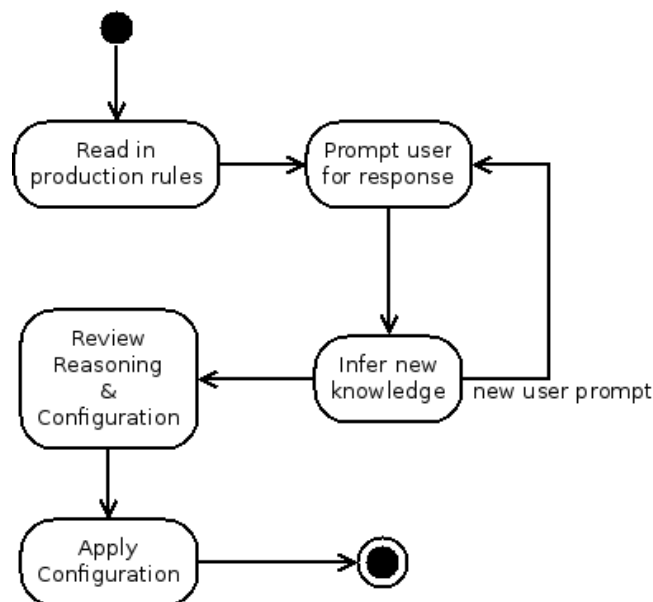 Read in
production rules
Prompt user
for response
Review
Reasoning
&
Configuration
Infer new
knowledge
new user prompt
Apply
Configuration